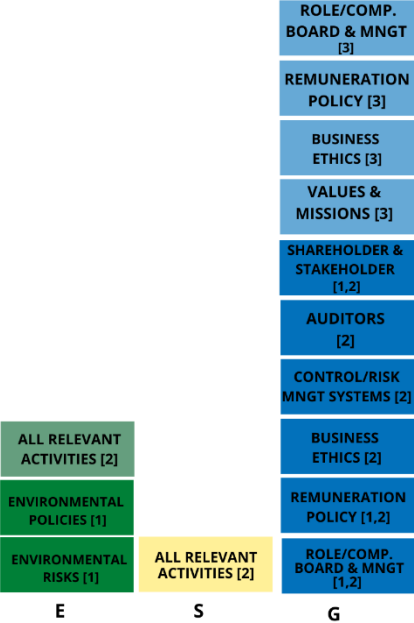 ROLE/COMP.
BOARD & MNGT
[3]
REMUNERATION
POLICY [3]
BUSINESS
ETHICS [3]
VALUES &
MISSIONS [3]
SHAREHOLDER &
STAKEHOLDER
[1,2]
AUDITORS
[2]
CONTROL/RISK
MNGT SYSTEMS [2]
BUSINESS
ETHICS [2]
REMUNERATION
POLICY [1,2]
ROLE/COMP.
BOARD & MNGT
[1,2]
ALL RELEVANT
ACTIVITIES [2]
ENVIRONMENTAL
POLICIES [1]
ENVIRONMENTAL
RISKS [1]
ALL RELEVANT
ACTIVITIES [2]
E
S
G